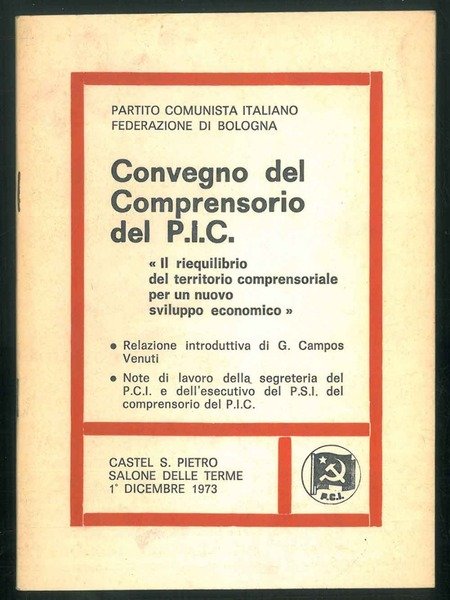 PARTITO COMUNISTA ITALIANO
FEDERAZIONE DI BOLOGNA
Convegno del
Comprensorio
del P.I.C.
« Il riequilibrio
del territorio comprensoriale
per un nuovo
sviluppo economico »
• Relazione introduttiva di G. Campos
Venuti
• Note di lavoro della segreteria del
P.C.I. e dell'esecutivo del P.S.I. del
comprensorio del P.I.C.
CASTEL S. PIETRO
SALONE DELLE TERME
1° DICEMBRE 1973
P.C.I.